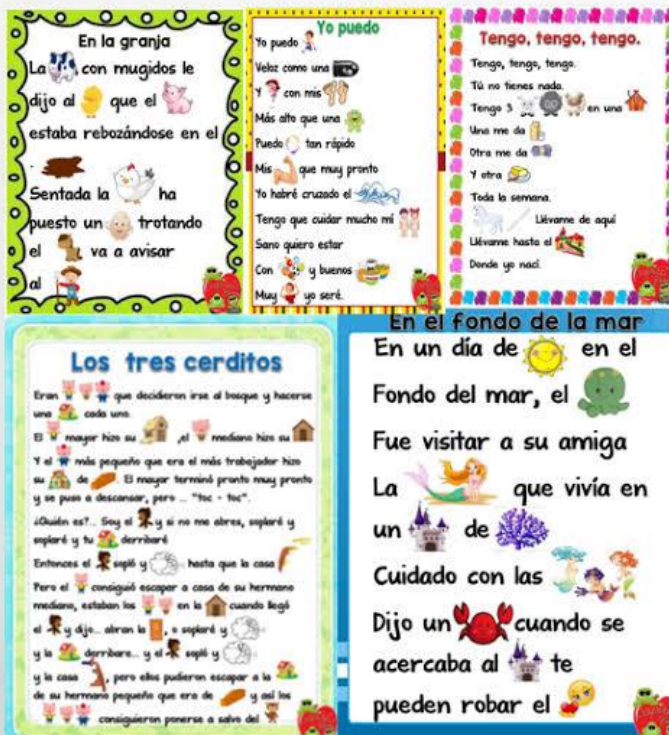 En la granja
La con mugidos le
dijo al que el
estaba rebozándose en el
.
Sentada la ha
puesto un trotando
el va a avisar
al
Yo puedo
Yo puedo
Veloz como una
Y con mis
Más alto que una
Puedo tan rápido
Mis que muy pronto
Yo habré cruzado el
Tengo que cuidar mucho mi
Sano quiero estar
Con y buenos
Muy yo seré.
Tengo, tengo, tengo.
Tengo, tengo, tengo.
Tú no tienes nada.
Tengo 3 en una
Una me da
Otra me da
Y otra
Toda la semana.
Llévame de aquí
Llévame hasta el
Donde yo nací.
Los tres cerditos
Eran que decidieron irse al bosque y hacerse
una cada uno.
El mayor hizo su , el mediano hizo su
Y el más pequeño que era el más trabajador hizo
su de . El mayor terminó pronto muy pronto
y se puso a descansar, pero ... "toc - toc".
¿Quién es?... Soy el y si no me abres, soplaré y
soplaré y tu derribaré
Entonces el sopló y hasta que la casa
Pero el consiguió escapar a casa de su hermano
mediano, estaban los en la cuando llegó
el y dijo... abran la , o soplaré y
y la derribare... y el sopló y
y la casa , pero ellos pudieron escapar a la
de su hermano pequeño que era de y así los
consiguieron ponerse a salvo del
En el fondo de la mar
En un día de en el
Fondo del mar, el
Fue visitar a su amiga
La que vivía en
un de
Cuidado con las
Dijo un cuando se
acercaba al te
pueden robar el